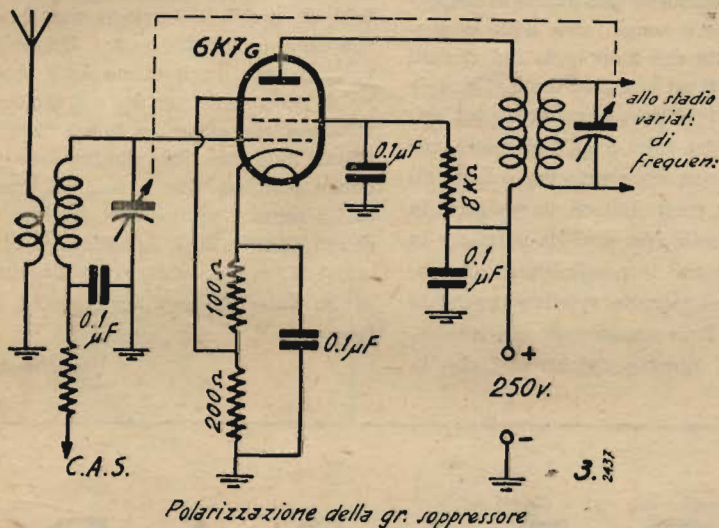 6K7G
allo stadio
variat:
di
frequen:
0.1µF
8KΩ
0.1
µF
100Ω
0.1
µF
0.1µF
200Ω
+
250v.
-
C.A.S.
3.
2437
Polarizzazione della gr. soppressore